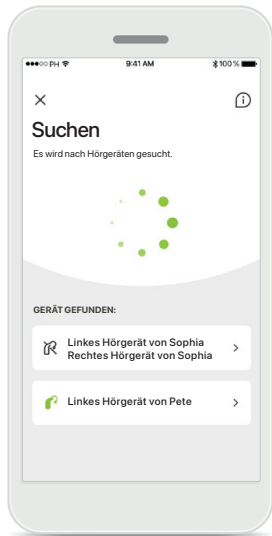 ●●●○○ PH 9:41 AM 100 %
Suchen
Es wird nach Hörgeräten gesucht.
GERÄT GEFUNDEN:
Linkes Hörgerät von Sophia
Rechtes Hörgerät von Sophia
Linkes Hörgerät von Pete